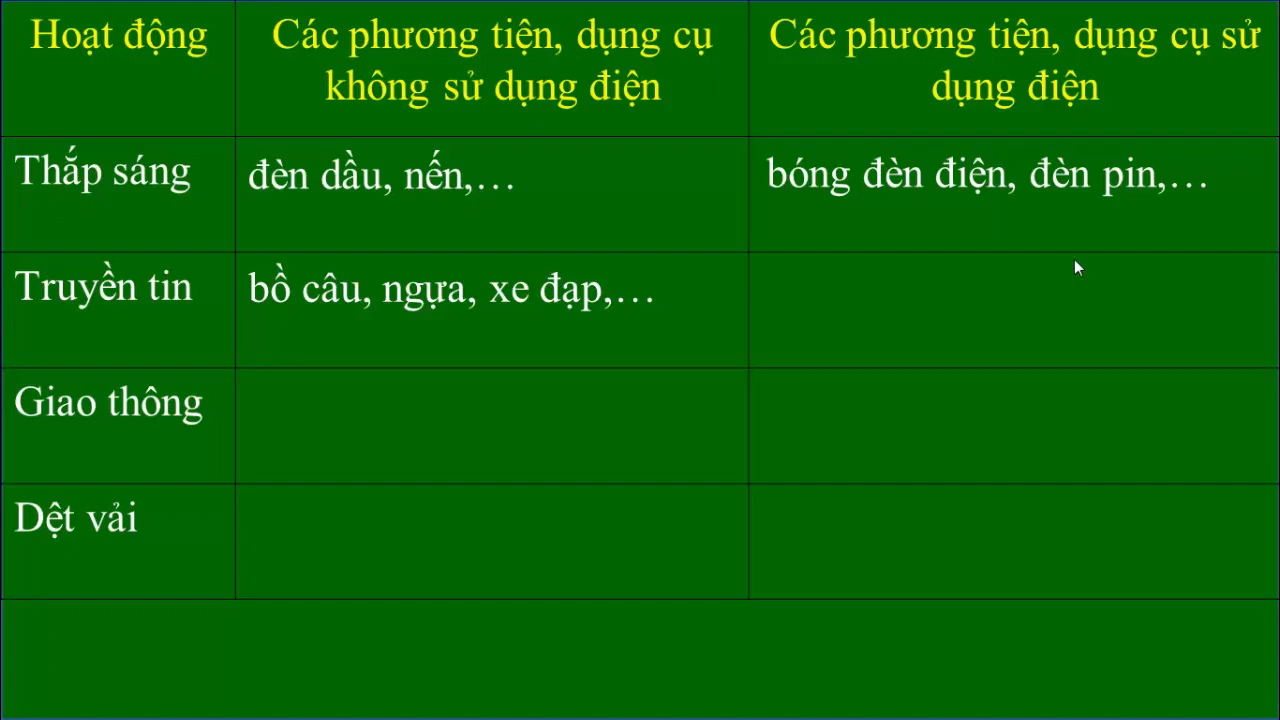 Hoạt động
Các phương tiện, dụng cụ
không sử dụng điện
Các phương tiện, dụng cụ sử
dụng điện
Thắp sáng
đèn dầu, nến,…
bóng đèn điện, đèn pin,…
Truyền tin
bồ câu, ngựa, xe đạp,…
Giao thông
Dệt vải